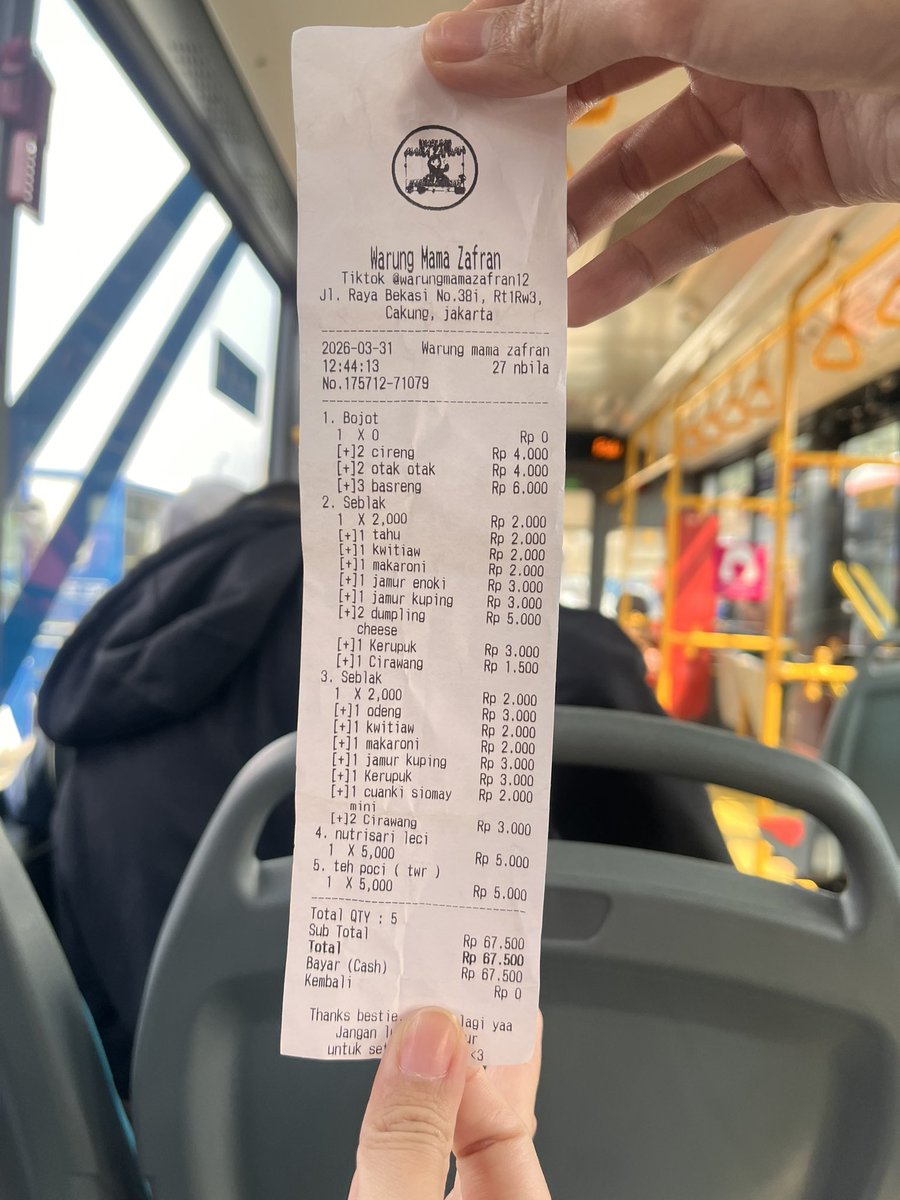 Warung Mama Zafran
Tiktok @warungmamazafran12
Jl. Raya Bekasi No.38i, Rt1Rw3,
Cakung, jakarta
2026-03-31 Warung mama zafran
12:44:13 27 nbila
No.175712-71079
1. Bojot
1 X 0 Rp 0
[+]2 cireng Rp 4.000
[+]2 otak otak Rp 4.000
[+]3 basreng Rp 6.000
2. Seblak
1 X 2,000 Rp 2.000
[+]1 tahu Rp 2.000
[+]1 kwitiaw Rp 2.000
[+]1 makaroni Rp 2.000
[+]1 jamur enoki Rp 3.000
[+]1 jamur kuping Rp 3.000
[+]2 dumpling Rp 5.000
cheese
[+]1 Kerupuk Rp 3.000
[+]1 Cirawang Rp 1.500
3. Seblak
1 X 2,000 Rp 2.000
[+]1 odeng Rp 3.000
[+]1 kwitiaw Rp 2.000
[+]1 makaroni Rp 2.000
[+]1 jamur kuping Rp 3.000
[+]1 Kerupuk Rp 3.000
[+]1 cuanki siomay Rp 2.000
mini
[+]2 Cirawang Rp 3.000
4. nutrisari leci
1 X 5,000 Rp 5.000
5. teh poci ( twr )
1 X 5,000 Rp 5.000
Total QTY : 5
Sub Total Rp 67.500
Total Rp 67.500
Bayar (Cash) Rp 67.500
Kembali Rp 0
Thanks bestie lagi yaa
Jangan
untuk <3